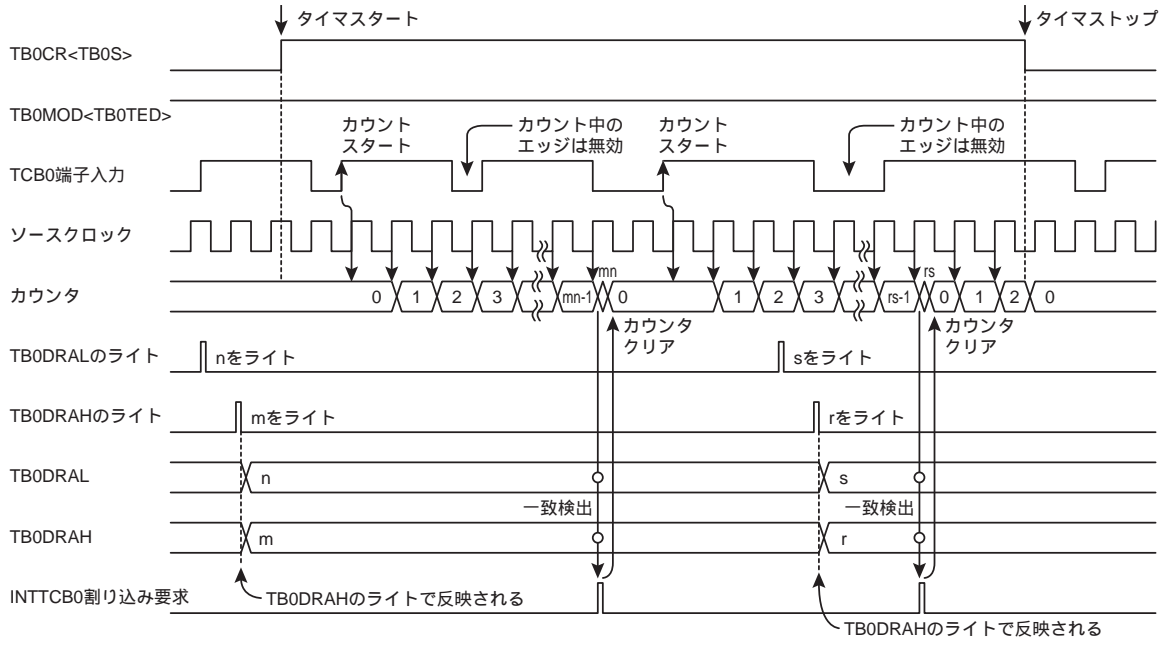 タイマスタート
タイマストップ
TB0CR<TB0S>
TB0MOD<TB0TED>
カウント
スタート
カウント中の
エッジは無効
カウント
スタート
カウント中の
エッジは無効
TCB0端子入力
ソースクロック
mn
rs
カウンタ
0 1 2 3 mn-1 0 1 2 3 rs-1 0 1 2 0
カウンタ
クリア
カウンタ
クリア
TB0DRALのライト
nをライト
sをライト
TB0DRAHのライト
mをライト
rをライト
TB0DRAL
n
s
一致検出
一致検出
TB0DRAH
m
r
INTTCB0割り込み要求
TB0DRAHのライトで反映される
TB0DRAHのライトで反映される